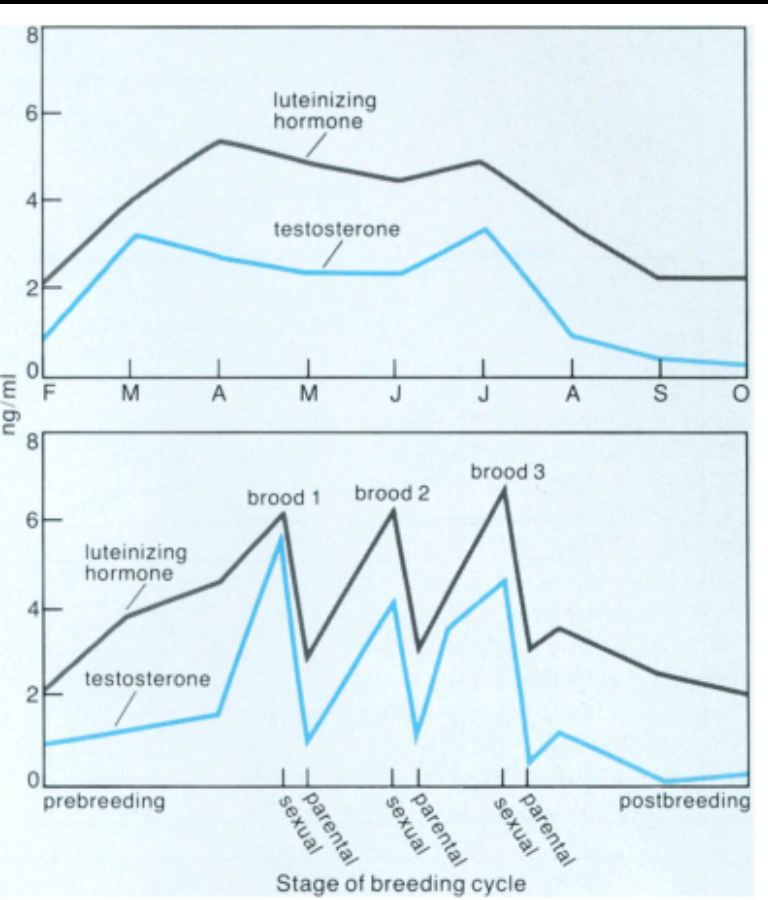 8
6
4
2
0
luteinizing
hormone
testosterone
F M A M J J A S O
ng/ml
8
6
4
2
0
brood 1
brood 2
brood 3
luteinizing
hormone
testosterone
prebreeding
sexual
parental
sexual
parental
sexual
parental
postbreeding
Stage of breeding cycle